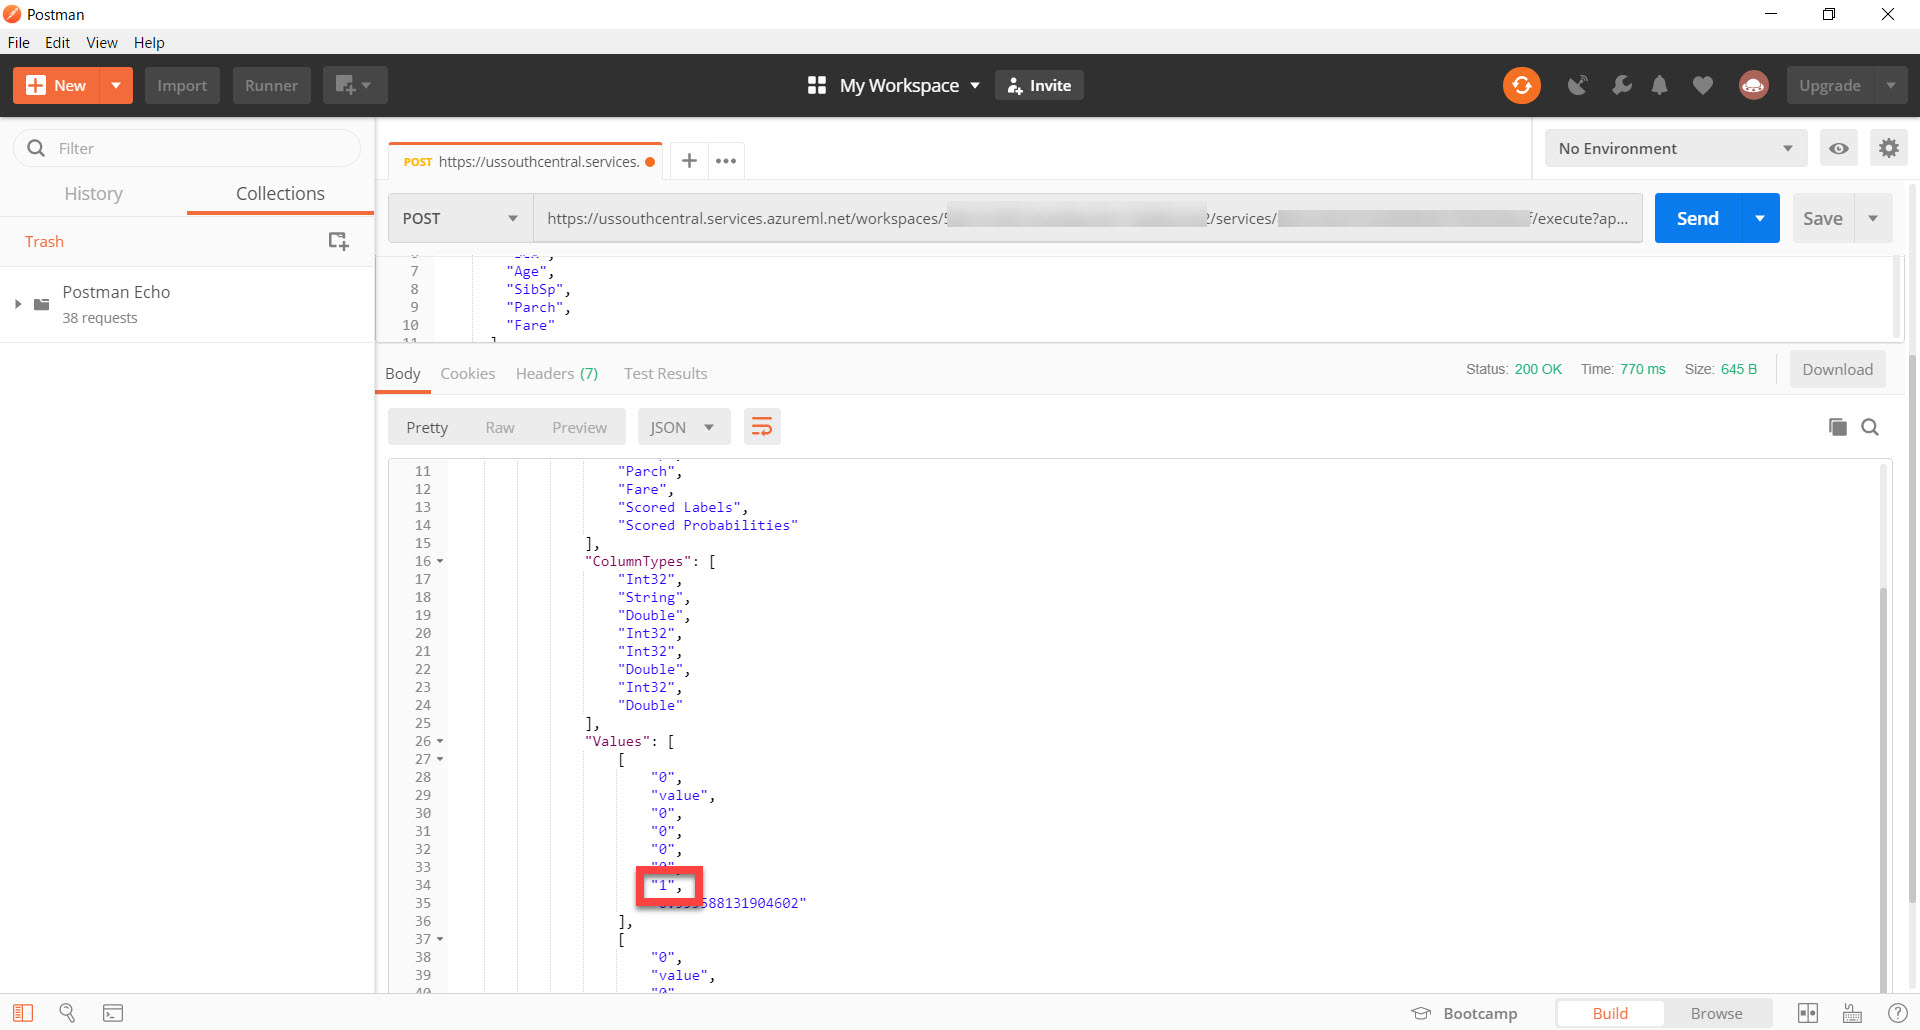 Postman
File Edit View Help
New Import Runner My Workspace Invite Upgrade
Filter
History Collections
Trash
Postman Echo
38 requests
POST https://ussouthcentral.services.
No Environment
POST https://ussouthcentral.services.azureml.net/workspaces/ /services/ /execute?ap... Send Save
7 "Age",
8 "SibSp",
9 "Parch",
10 "Fare"
11 ]
Body Cookies Headers (7) Test Results Status: 200 OK Time: 770 ms Size: 645 B Download
Pretty Raw Preview JSON
11 "Parch",
12 "Fare",
13 "Scored Labels",
14 "Scored Probabilities"
15 ],
16 "ColumnTypes": [
17 "Int32",
18 "String",
19 "Double",
20 "Int32",
21 "Int32",
22 "Double",
23 "Int32",
24 "Double"
25 ],
26 "Values": [
27 [
28 "0",
29 "value",
30 "0",
31 "0",
32 "0",
33 "0",
34 "1",
35 588131904602"
36 ],
37 [
38 "0",
39 "value",
40 "0"
Bootcamp Build Browse